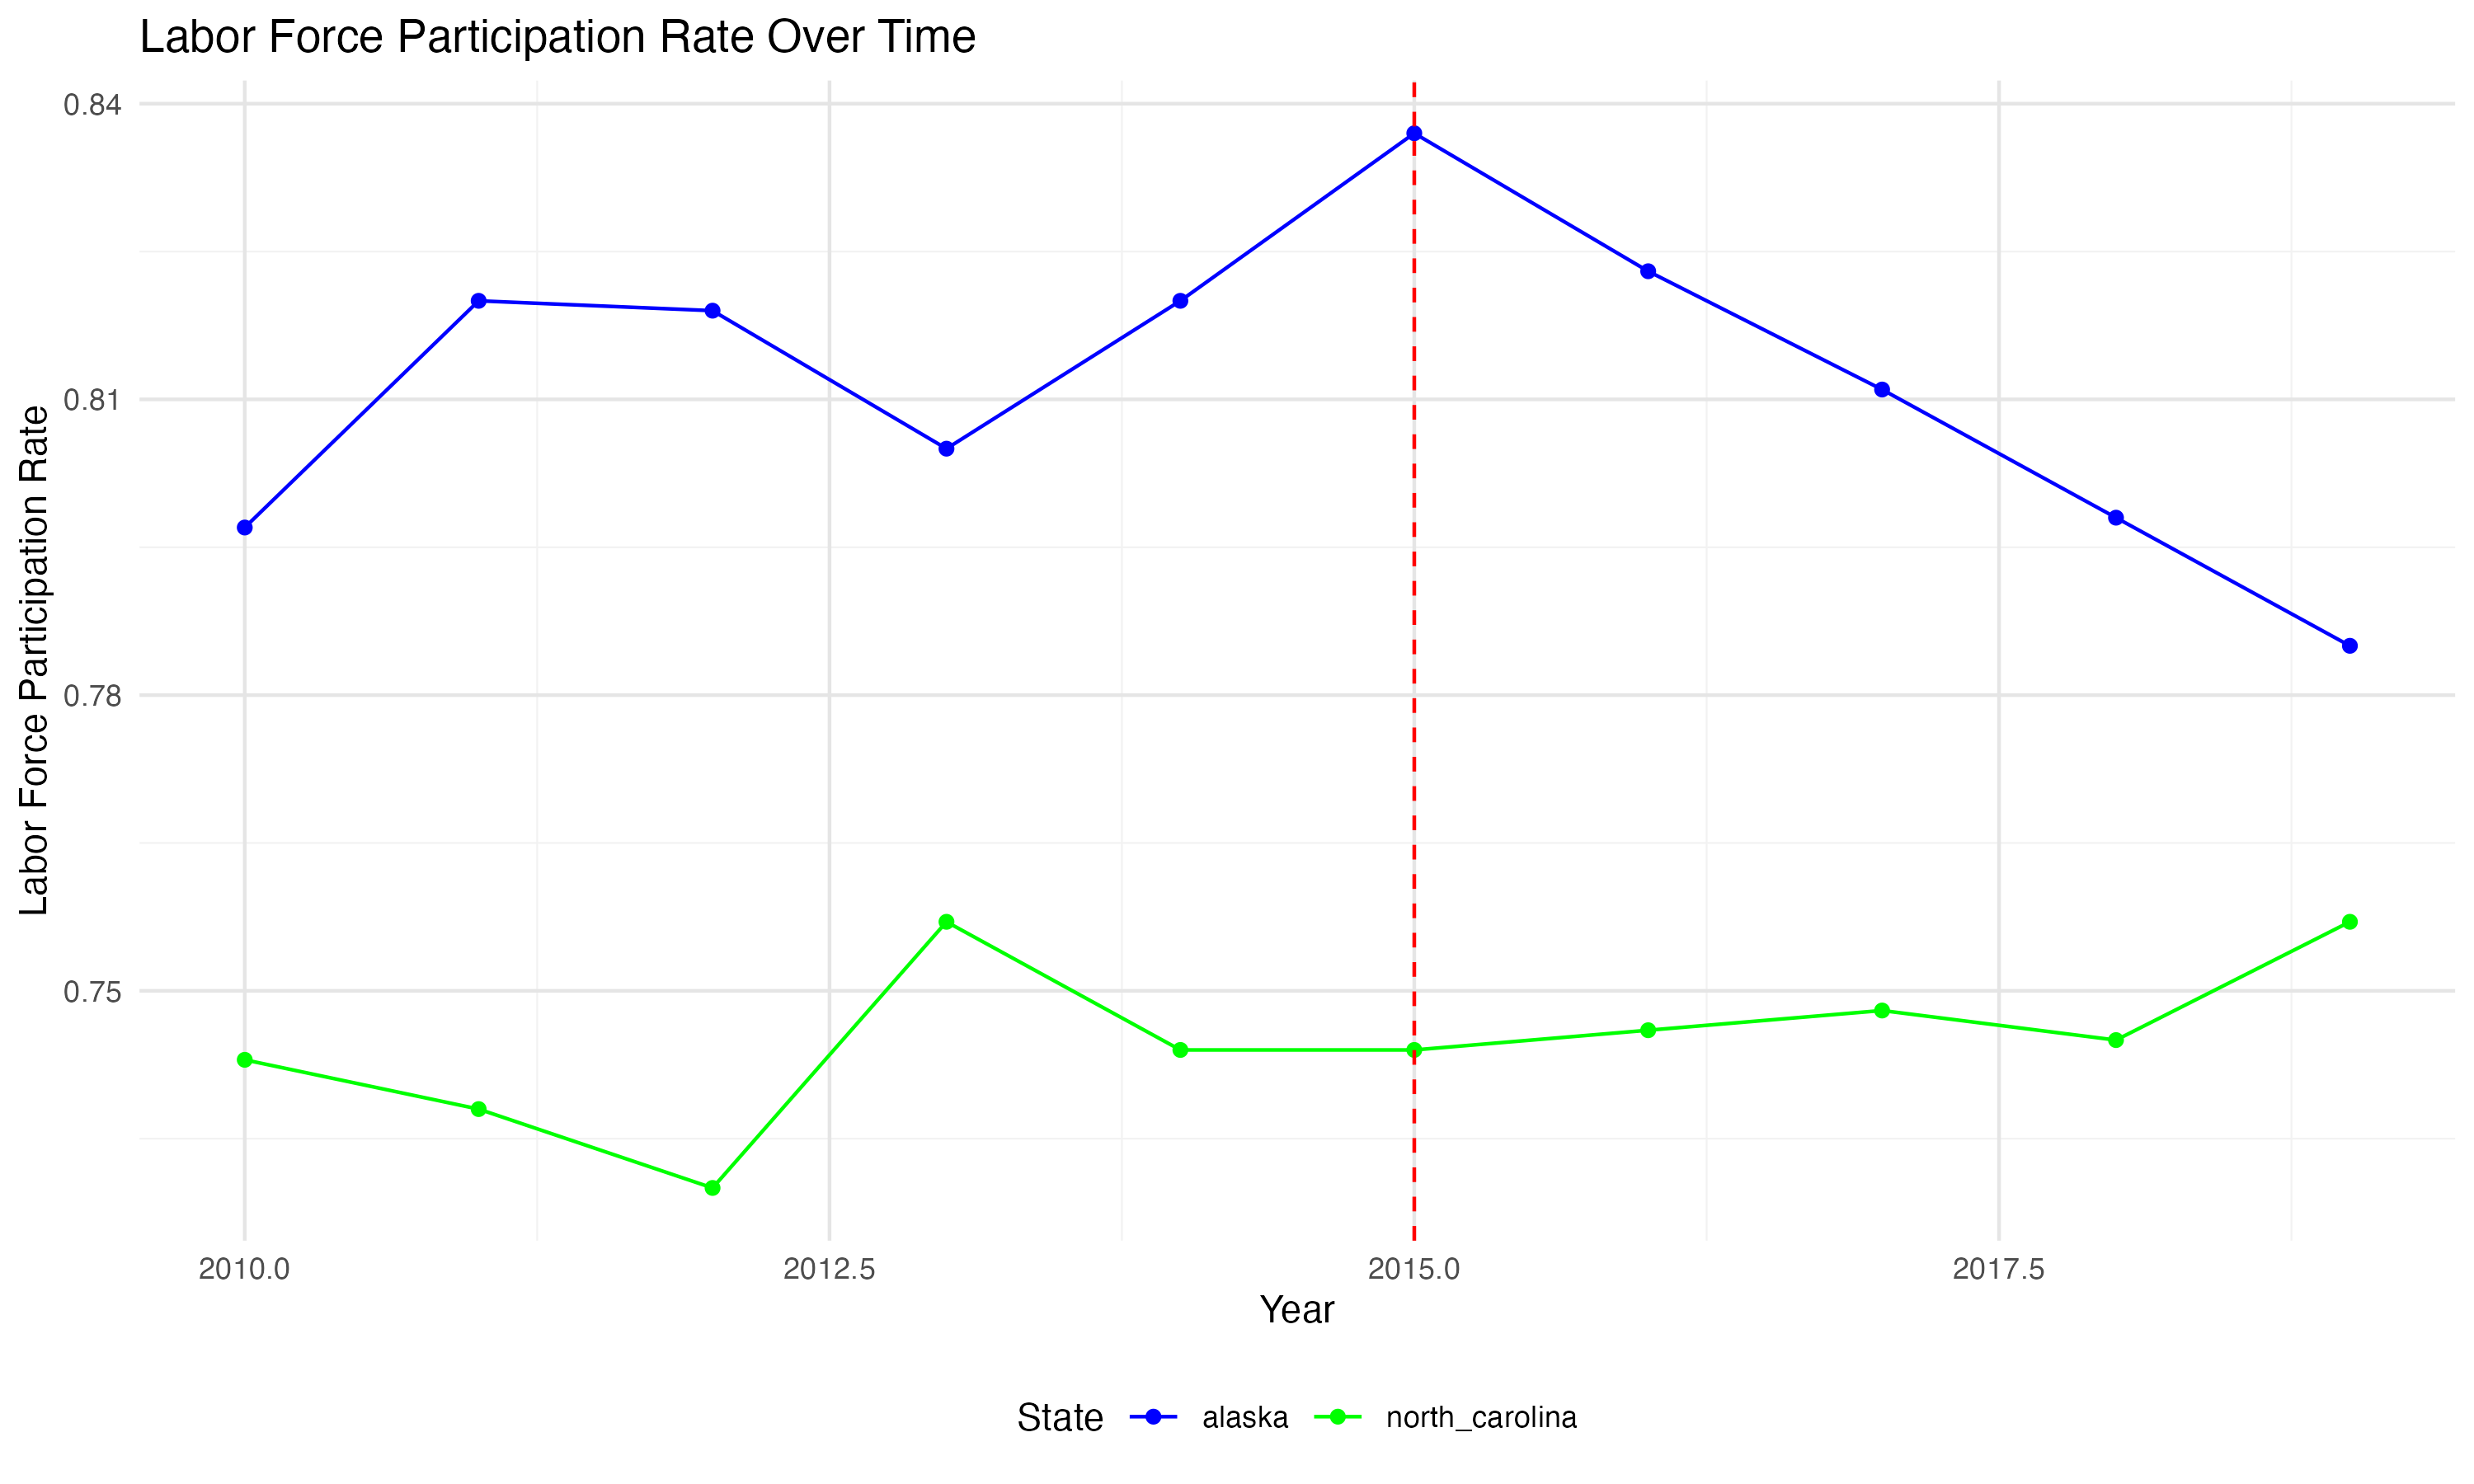 Labor Force Participation Rate Over Time
0.84
0.81
0.78
0.75
Labor Force Participation Rate
2010.0 2012.5 2015.0 2017.5
Year
State alaska north_carolina